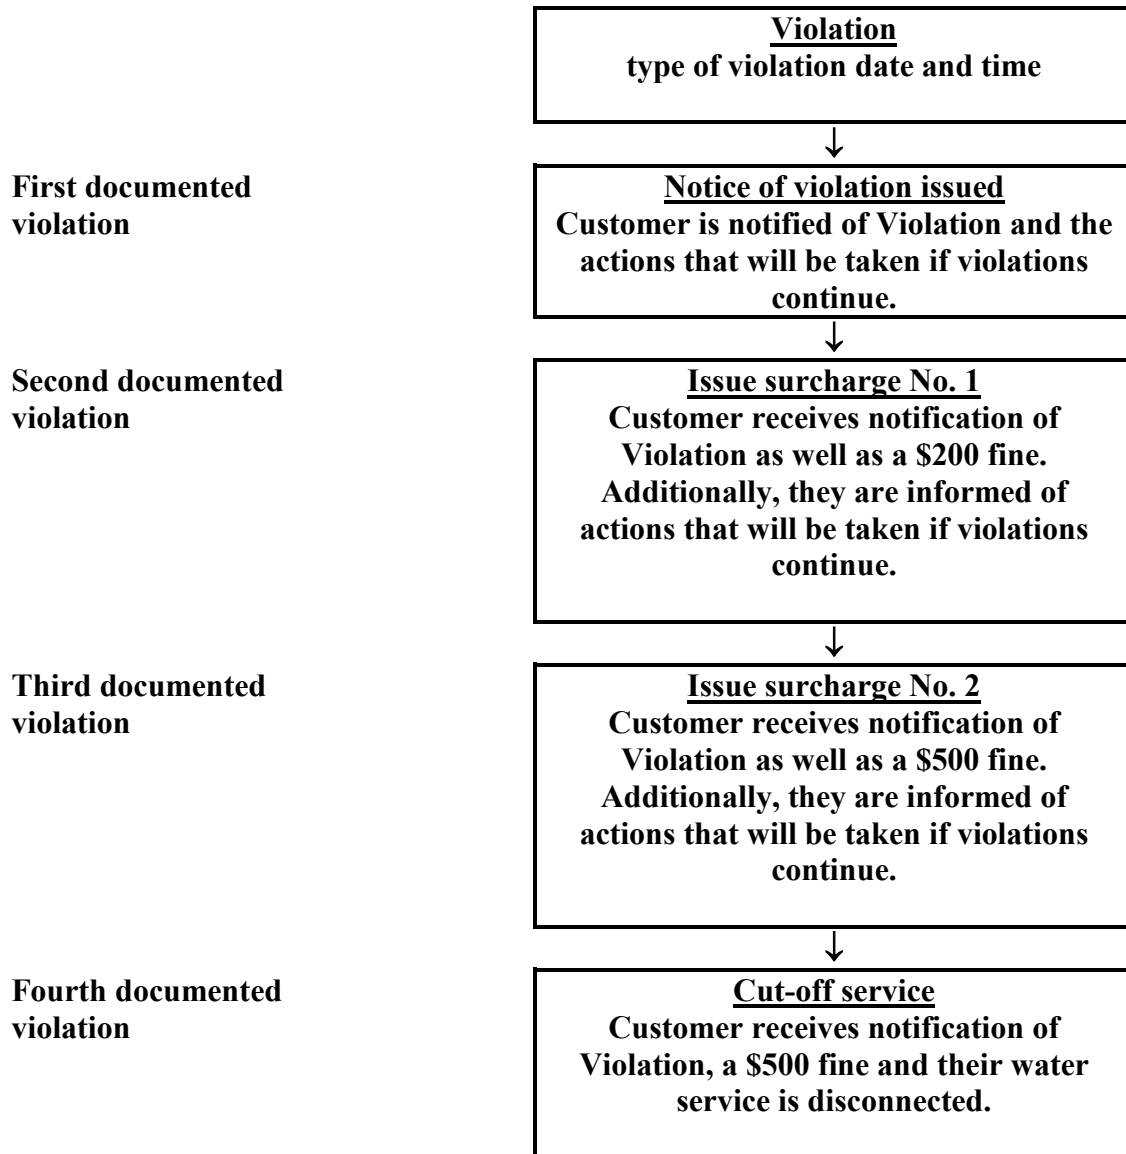 Violation
type of violation date and time
↓
First documented
violation
Notice of violation issued
Customer is notified of Violation and the
actions that will be taken if violations
continue.
↓
Second documented
violation
Issue surcharge No. 1
Customer receives notification of
Violation as well as a $200 fine.
Additionally, they are informed of
actions that will be taken if violations
continue.
↓
Third documented
violation
Issue surcharge No. 2
Customer receives notification of
Violation as well as a $500 fine.
Additionally, they are informed of
actions that will be taken if violations
continue.
↓
Fourth documented
violation
Cut-off service
Customer receives notification of
Violation, a $500 fine and their water
service is disconnected.